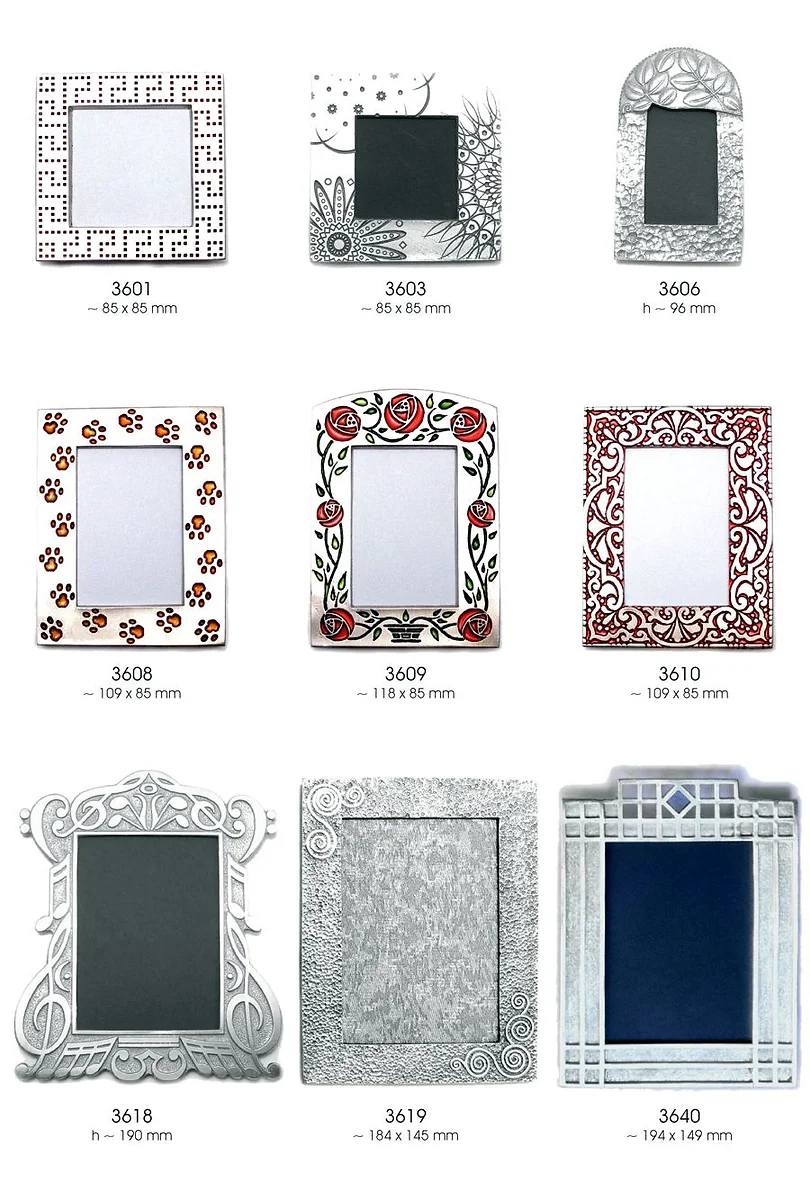 3601
~ 85 x 85 mm
3603
~ 85 x 85 mm
3606
h ~ 96 mm
3608
~ 109 x 85 mm
3609
~ 118 x 85 mm
3610
~ 109 x 85 mm
3618
h ~ 190 mm
3619
~ 184 x 145 mm
3640
~ 194 x 149 mm